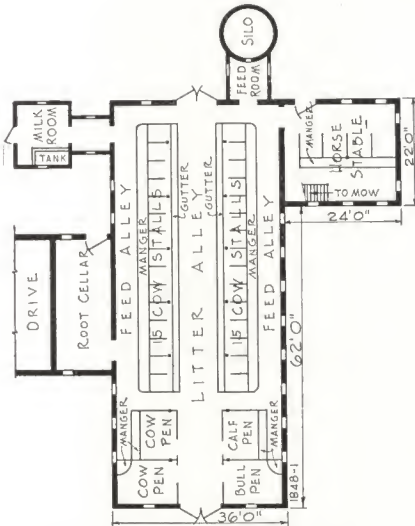 SILO
FEED
ROOM
MILK
ROOM
TANK
MANGER
HORSE
STABLE
TO MOW
22'0"
24'0"
FEED ALLEY
MANGER
15 COW STALLS
GUTTER
LITTER ALLEY
GUTTER
15 COW STALLS
MANGER
FEED ALLEY
DRIVE
ROOT CELLAR
62'0"
MANGER
COW
PEN
CALF
PEN
MANGER
COW
PEN
BULL
PEN
1848-1
36'0"